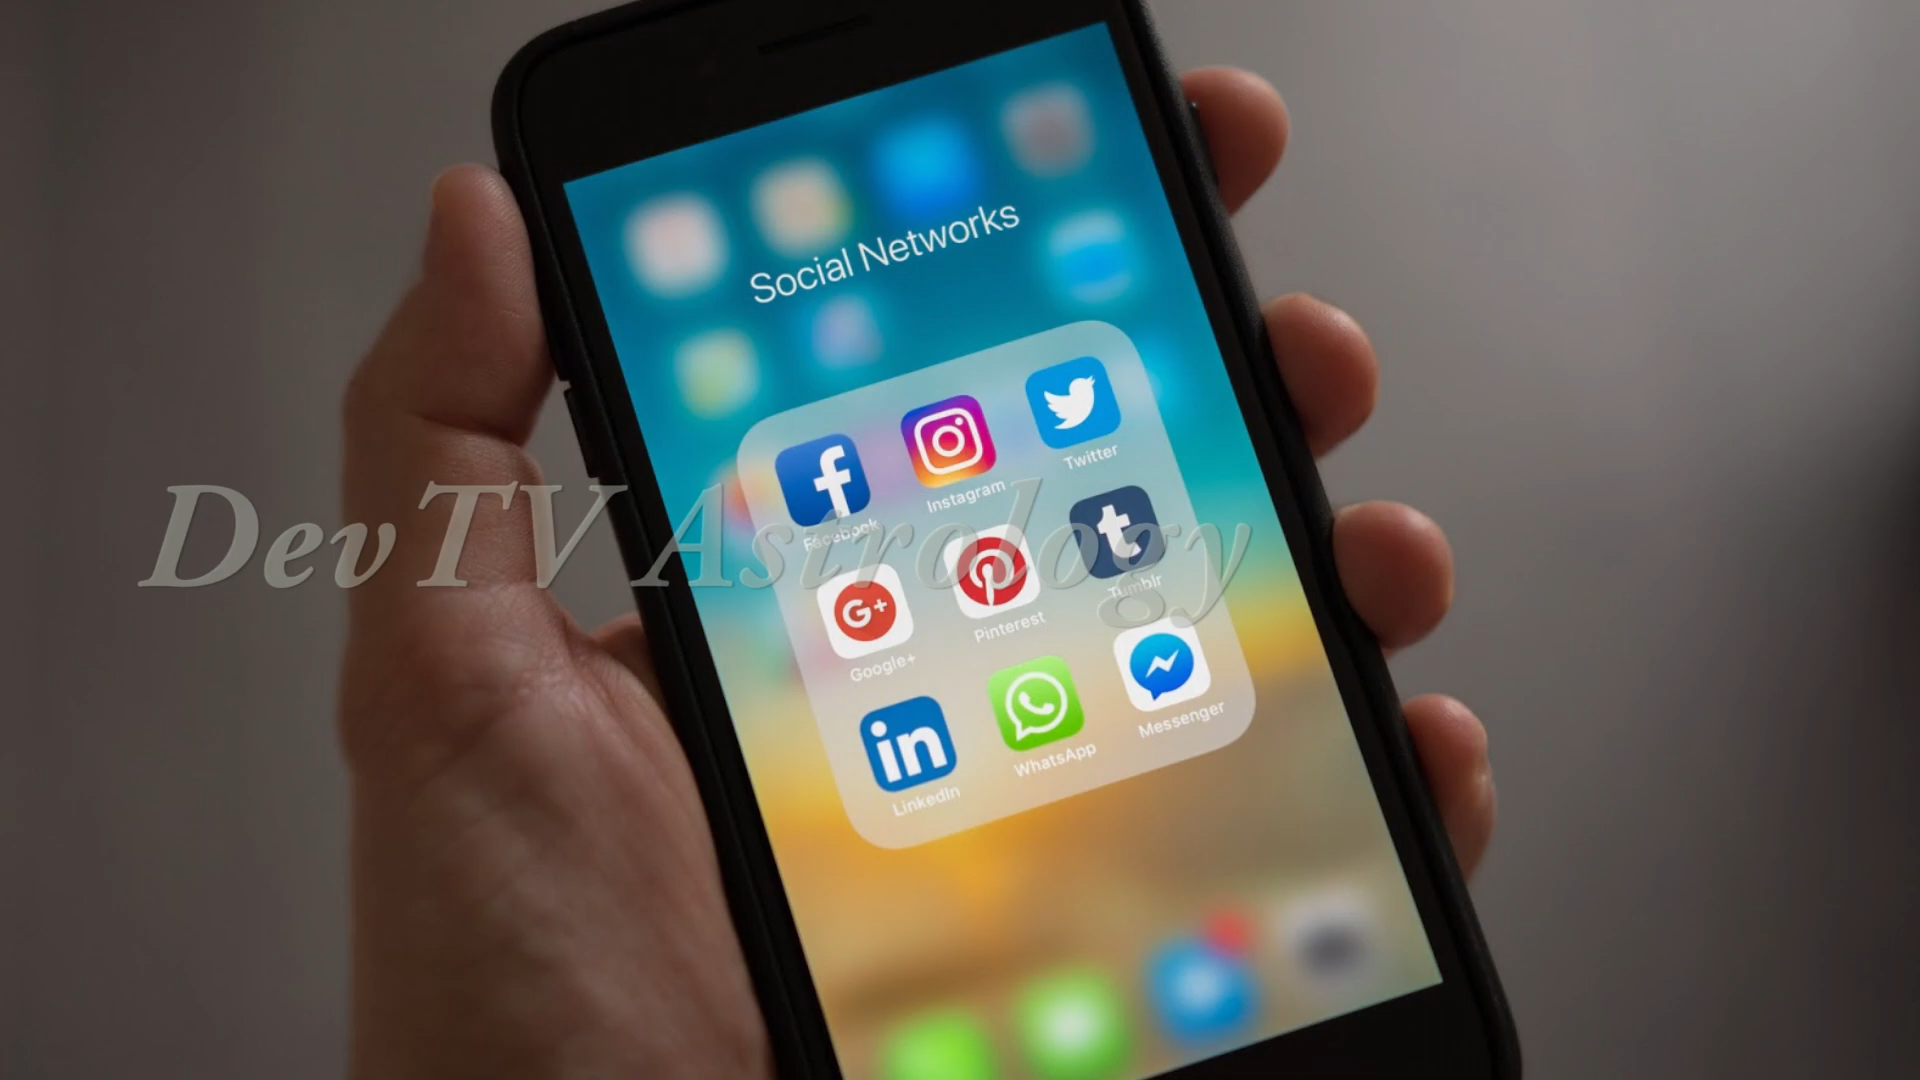 Social Networks
Facebook
Instagram
Twitter
Google+
Pinterest
Tumblr
LinkedIn
WhatsApp
Messenger
DevTV Astrology